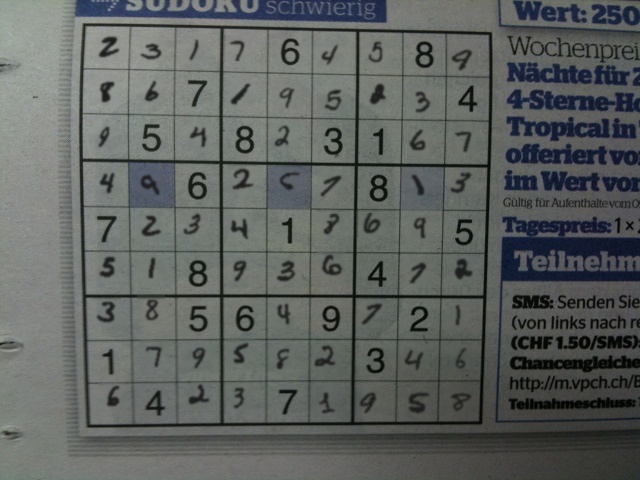 SUDOKU schwierig
2 3 1 7 6 4 5 8 9
8 6 7 1 9 5 2 3 4
9 5 4 8 2 3 1 6 7
4 9 6 2 5 7 8 1 3
7 2 3 4 1 8 6 9 5
5 1 8 9 3 6 4 7 2
3 8 5 6 4 9 7 2 1
1 7 9 5 8 2 3 4 6
6 4 2 3 7 1 9 5 8
Wert: 250
Wochenprei
Nächte für 2
4-Sterne-Ho
Tropical in
offeriert vo
im Wert von
Gültig für Aufenthalte vom
Tagespreis: 1 ×
Teilnehm
SMS: Senden Sie
(von links nach re
(CHF 1.50/SMS):
Chancengleiche
http://m.vpch.ch/
Teilnahmeschluss: